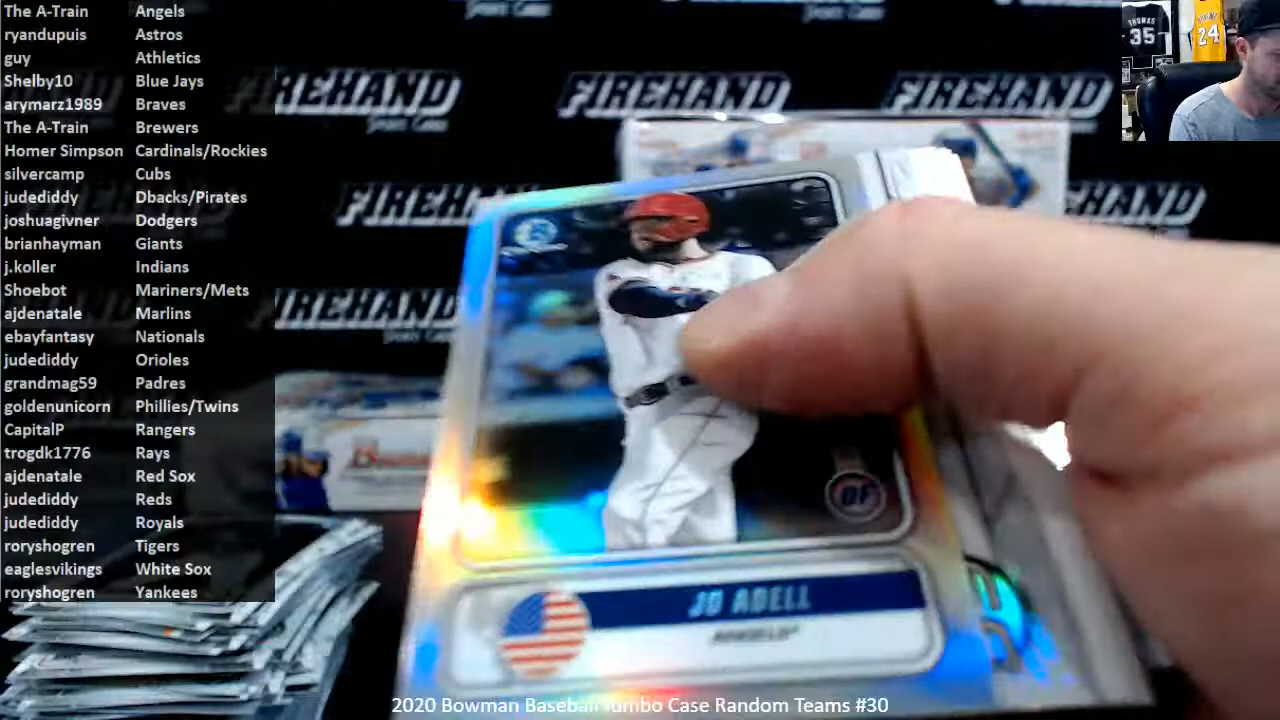 The A-Train Angels
ryandupuis Astros
guy Athletics
Shelby10 Blue Jays
arymarz1989 Braves
The A-Train Brewers
Homer Simpson Cardinals/Rockies
silvercamp Cubs
judediddy Dbacks/Pirates
joshuagivner Dodgers
brianhayman Giants
j.koller Indians
Shoebot Mariners/Mets
ajdenatale Marlins
ebayfantasy Nationals
judediddy Orioles
grandmag59 Padres
goldenunicorn Phillies/Twins
CapitalP Rangers
trogdk1776 Rays
ajdenatale Red Sox
judediddy Reds
judediddy Royals
roryshogren Tigers
eaglesvikings White Sox
roryshogren Yankees
THOMAS
35
24
FIREHAND
FIREHAND
FIREHAND
FIREHAND
FIREHAND
OF
JO ADELL
ANGELS
2020 Bowman Baseball Jumbo Case Random Teams #30